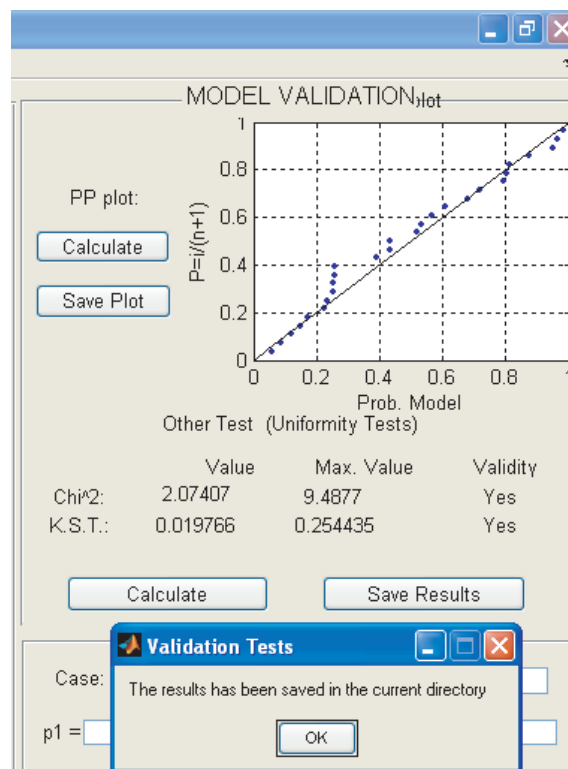 MODEL VALIDATION
plot
PP plot:
Calculate
Save Plot
P=i/(n+1)
1
0.8
0.6
0.4
0.2
0
0 0.2 0.4 0.6 0.8 1
Prob. Model
Other Test (Uniformity Tests)
Value Max. Value Validity
Chi^2: 2.07407 9.4877 Yes
K.S.T.: 0.019766 0.254435 Yes
Calculate Save Results
Validation Tests
Case:
The results has been saved in the current directory
p1 =
OK